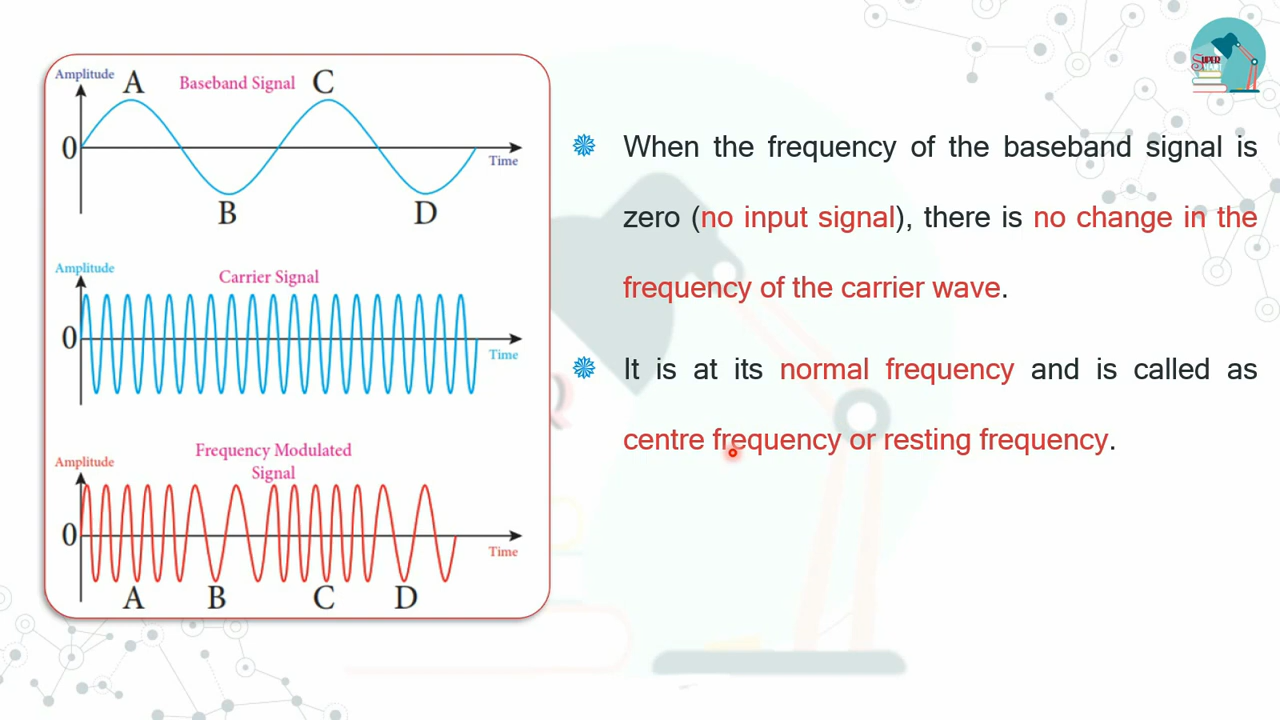 Amplitude A Baseband Signal C
0
Time
B D
Amplitude
Carrier Signal
0
Time
Frequency Modulated
Signal
Amplitude
0
Time
A B C D
When the frequency of the baseband signal is
zero (no input signal), there is no change in the
frequency of the carrier wave.
It is at its normal frequency and is called as
centre frequency or resting frequency.
SUPER